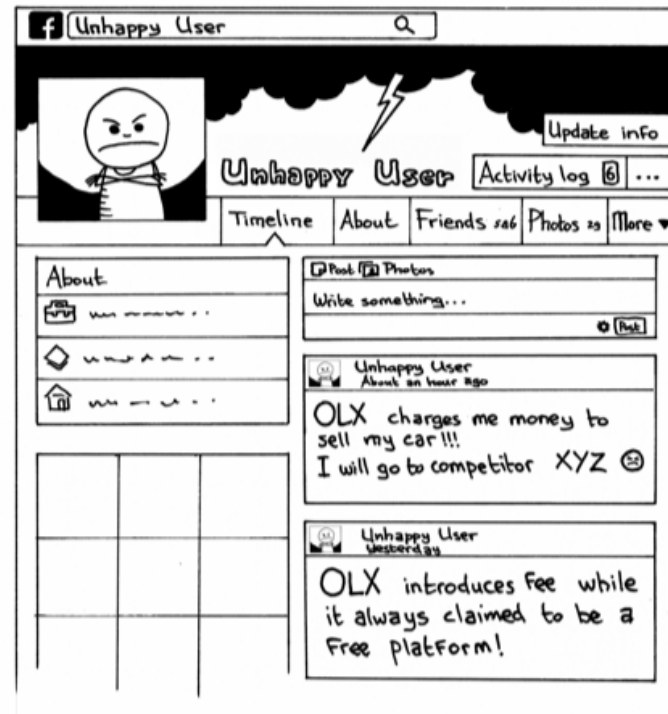 f Unhappy User
Update info
Unhappy User
Activity log 6 ...
Timeline About Friends 546 Photos 29 More
About
Post Photos
Write something...
Post
Unhappy User
About an hour ago
OLX charges me money to
sell my car!!!
I will go to competitor XYZ
Unhappy User
Yesterday
OLX introduces Fee while
it always claimed to be a
Free platform!